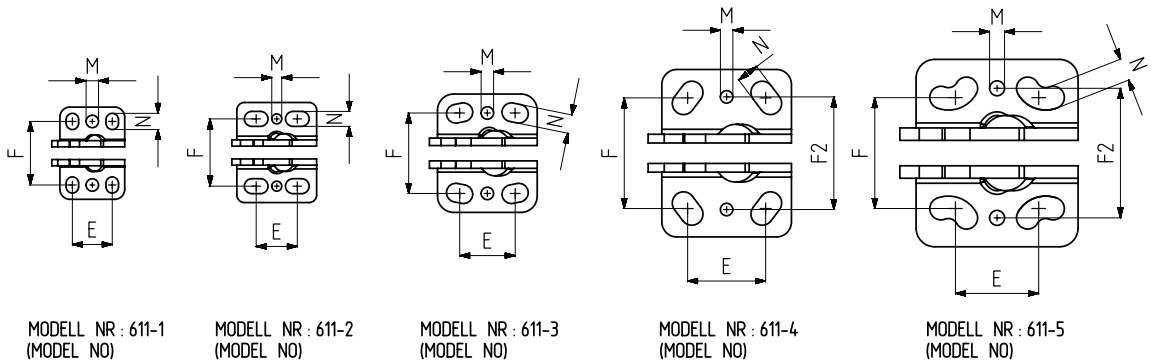 M
N
F
E
M
N
F
E
M
N
F
E
M
N
F
F2
E
M
N
F
F2
E
MODELL NR : 611-1
(MODEL NO)
MODELL NR : 611-2
(MODEL NO)
MODELL NR : 611-3
(MODEL NO)
MODELL NR : 611-4
(MODEL NO)
MODELL NR : 611-5
(MODEL NO)